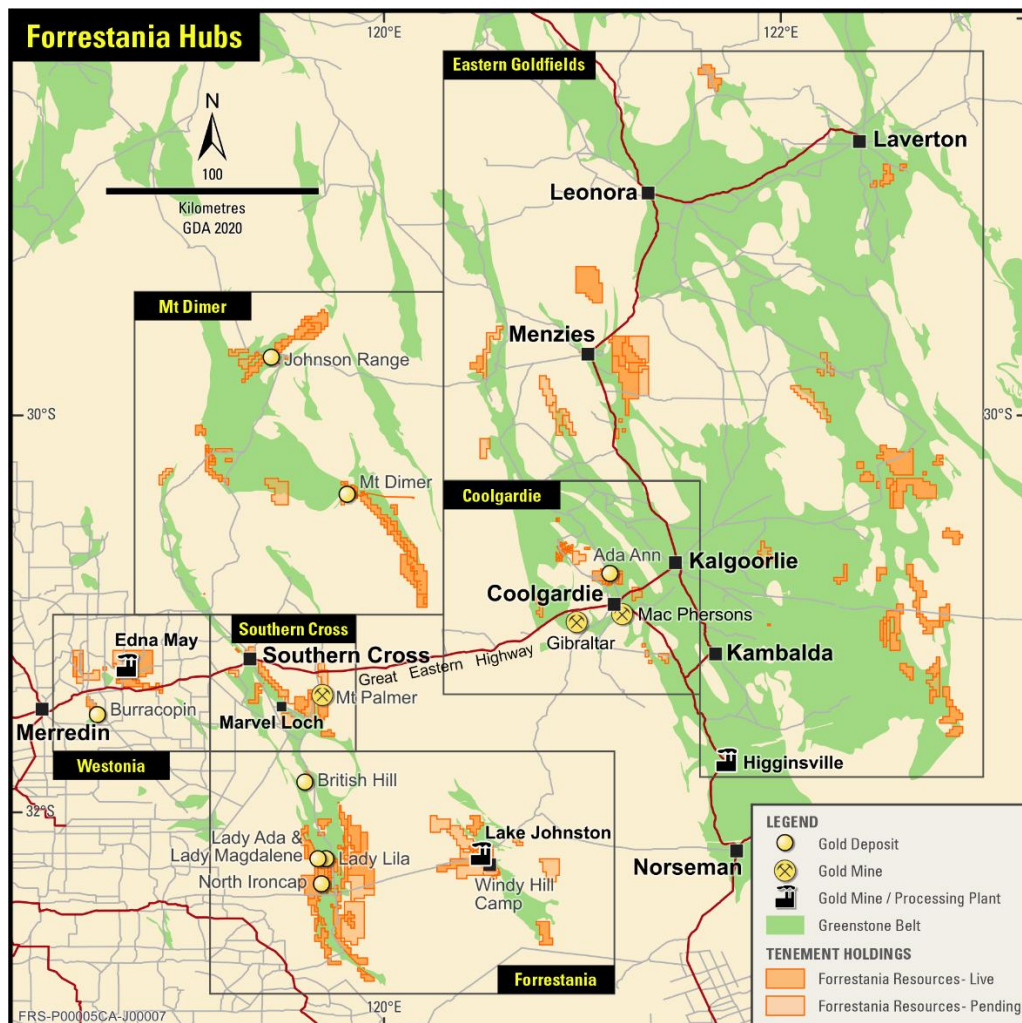 Forrestania Hubs
120°E
122°E
N
100
Kilometres
GDA 2020
Eastern Goldfields
Laverton
Leonora
Mt Dimer
Johnson Range
Menzies
30°S
30°S
Mt Dimer
Coolgardie
Ada Ann
Kalgoorlie
Coolgardie
Mac Phersons
Gibraltar
Edna May
Southern Cross
Southern Cross
Great Eastern Highway
Kambalda
Mt Palmer
Burracopin
Marvel Loch
Merredin
Westonia
Higginsville
British Hill
32°S
Lady Ada &
Lady Magdalene
Lady Lila
North Ironcap
Lake Johnston
Windy Hill
Camp
Norseman
Forrestania
120°E
FRS-P00005CA-J00007
LEGEND
Gold Deposit
Gold Mine
Gold Mine / Processing Plant
Greenstone Belt
TENEMENT HOLDINGS
Forrestania Resources- Live
Forrestania Resources- Pending